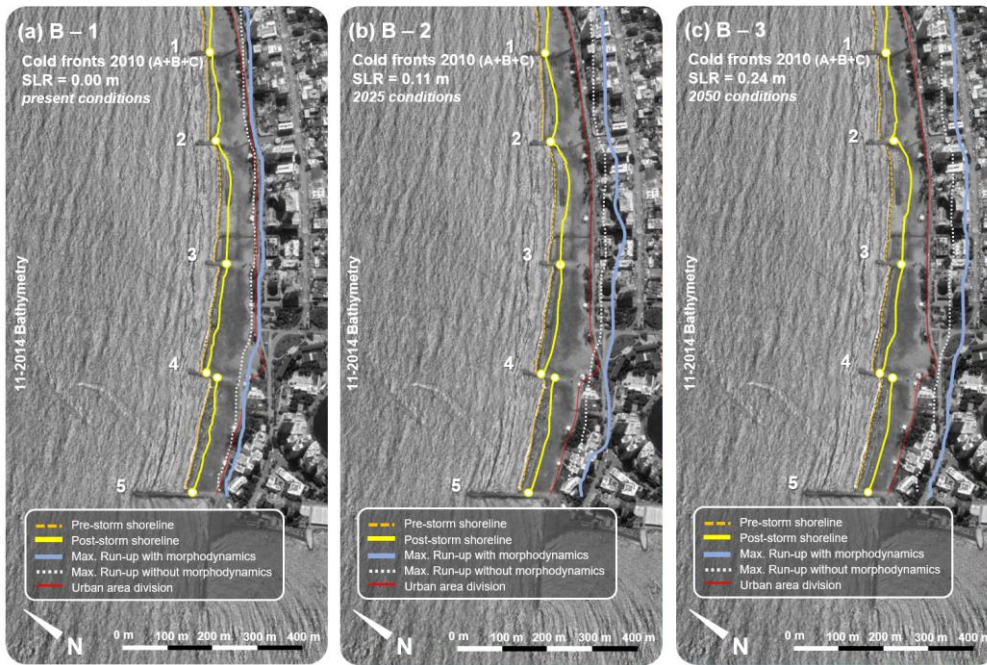 (a) B – 1
Cold fronts 2010 (A+B+C)
SLR = 0.00 m
present conditions
1
2
3
4
5
11-2014 Bathymetry
Pre-storm shoreline
Post-storm shoreline
Max. Run-up with morphodynamics
Max. Run-up without morphodynamics
Urban area division
N
0 m 100 m 200 m 300 m 400 m
(b) B – 2
Cold fronts 2010 (A+B+C)
SLR = 0.11 m
2025 conditions
1
2
3
4
5
11-2014 Bathymetry
Pre-storm shoreline
Post-storm shoreline
Max. Run-up with morphodynamics
Max. Run-up without morphodynamics
Urban area division
N
0 m 100 m 200 m 300 m 400 m
(c) B – 3
Cold fronts 2010 (A+B+C)
SLR = 0.24 m
2050 conditions
1
2
3
4
5
11-2014 Bathymetry
Pre-storm shoreline
Post-storm shoreline
Max. Run-up with morphodynamics
Max. Run-up without morphodynamics
Urban area division
N
0 m 100 m 200 m 300 m 400 m